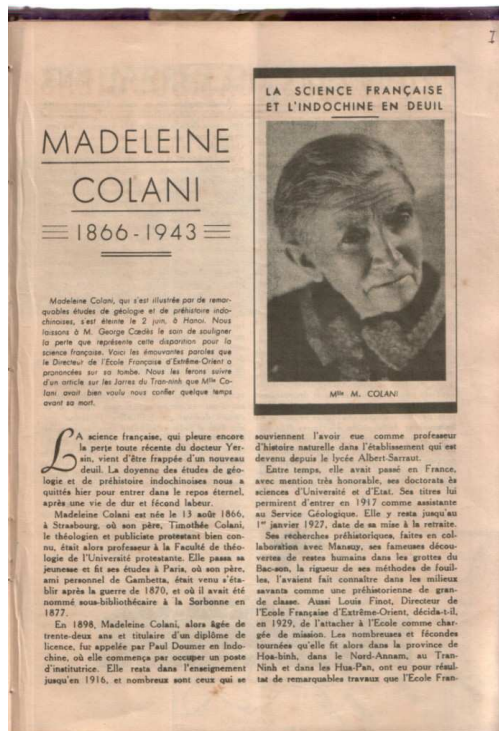 I
MADELEINE
COLANI
1866-1943
LA SCIENCE FRANÇAISE
ET L'INDOCHINE EN DEUIL
Mlle M. COLANI
Madeleine Colani, qui s'est illustrée par de remar-
quables études de géologie et de préhistoire indo-
chinoises, s'est éteinte le 2 juin, à Hanoi. Nous
laissons à M. George Cœdès le soin de souligner
la perte que représente cette disparition pour la
science française. Voici les émouvantes paroles que
le Directeur de l'Ecole Française d'Extrême-Orient a
prononcées sur sa tombe. Nous les ferons suivre
d'un article sur les Jarres du Tran-ninh que Mlle Co-
lani avait bien voulu nous confier quelque temps
avant sa mort.
LA science française, qui pleure encore
la perte toute récente du docteur Yer-
sin, vient d'être frappée d'un nouveau
deuil. La doyenne des études de géo-
logie et de préhistoire indochinoises nous a
quittés hier pour entrer dans le repos éternel,
après une vie de dur et fécond labeur.
Madeleine Colani est née le 13 août 1866,
à Strasbourg, où son père, Timothée Colani,
le théologien et publiciste protestant bien con-
nu, était alors professeur à la Faculté de théo-
logie de l'Université protestante. Elle passa sa
jeunesse et fit ses études à Paris, où son père,
ami personnel de Gambetta, était venu s'éta-
blir après la guerre de 1870, et où il avait été
nommé sous-bibliothécaire à la Sorbonne en
1877.
En 1898, Madeleine Colani, alors âgée de
trente-deux ans et titulaire d'un diplôme de
licence, fur appelée par Paul Doumer en Indo-
chine, où elle commença par occuper un poste
d'institutrice. Elle resta dans l'enseignement
jusqu'en 1916, et nombreux sont ceux qui se
souviennent l'avoir eue comme professeur
d'histoire naturelle dans l'établissement qui est
devenu depuis le lycée Albert-Sarraut.
Entre temps, elle avait passé en France,
avec mention très honorable, ses doctorats ès
sciences d'Université et d'Etat. Ses titres lui
permirent d'entrer en 1917 comme assistante
au Service Géologique. Elle y resta jusqu'au
1er janvier 1927, date de sa mise à la retraite.
Ses recherches préhistoriques, faites en col-
laboration avec Mansuy, ses fameuses décou-
vertes de restes humains dans les grottes du
Bac-son, la rigueur de ses méthodes de fouil-
les, l'avaient fait connaître dans les milieux
savants comme une préhistorienne de gran-
de classe. Aussi Louis Finot, Directeur de
l'Ecole Française d'Extrême-Orient, décida-t-il,
en 1929, de l'attacher à l'Ecole comme char-
gée de mission. Les nombreuses et fécondes
tournées qu'elle fit alors dans la province de
Hoa-binh, dans le Nord-Annam, au Tran-
Ninh et dans les Hua-Pan, ont eu pour résul-
tat de remarquables travaux que l'Ecole Fran-